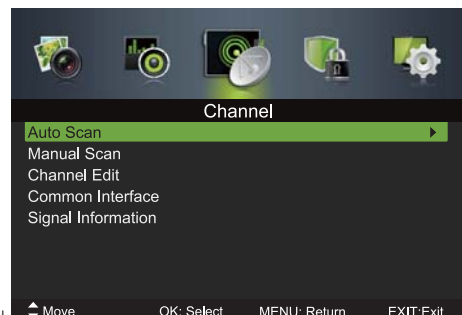 Channel
Auto Scan
Manual Scan
Channel Edit
Common Interface
Signal Information
Move OK: Select MENU: Return EXIT:Exit